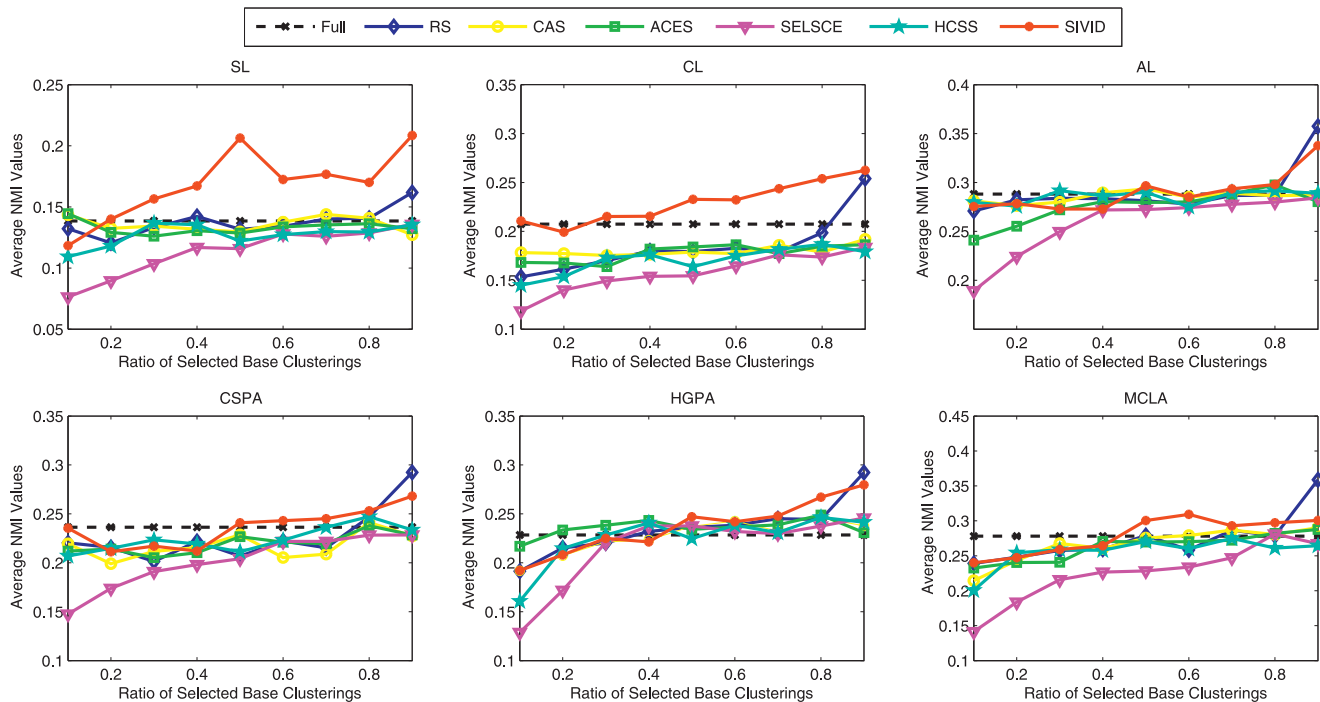 Full RS CAS ACES SELSCE HCSS SIVID
SL
0.25
0.2
0.15
0.1
0.05
Average NMI Values
0.2 0.4 0.6 0.8
Ratio of Selected Base Clusterings
CL
0.35
0.3
0.25
0.2
0.15
0.1
Average NMI Values
0.2 0.4 0.6 0.8
Ratio of Selected Base Clusterings
AL
0.4
0.35
0.3
0.25
0.2
Average NMI Values
0.2 0.4 0.6 0.8
Ratio of Selected Base Clusterings
CSPA
0.35
0.3
0.25
0.2
0.15
0.1
Average NMI Values
0.2 0.4 0.6 0.8
Ratio of Selected Base Clusterings
HGPA
0.35
0.3
0.25
0.2
0.15
0.1
Average NMI Values
0.2 0.4 0.6 0.8
Ratio of Selected Base Clusterings
MCLA
0.45
0.4
0.35
0.3
0.25
0.2
0.15
0.1
Average NMI Values
0.2 0.4 0.6 0.8
Ratio of Selected Base Clusterings